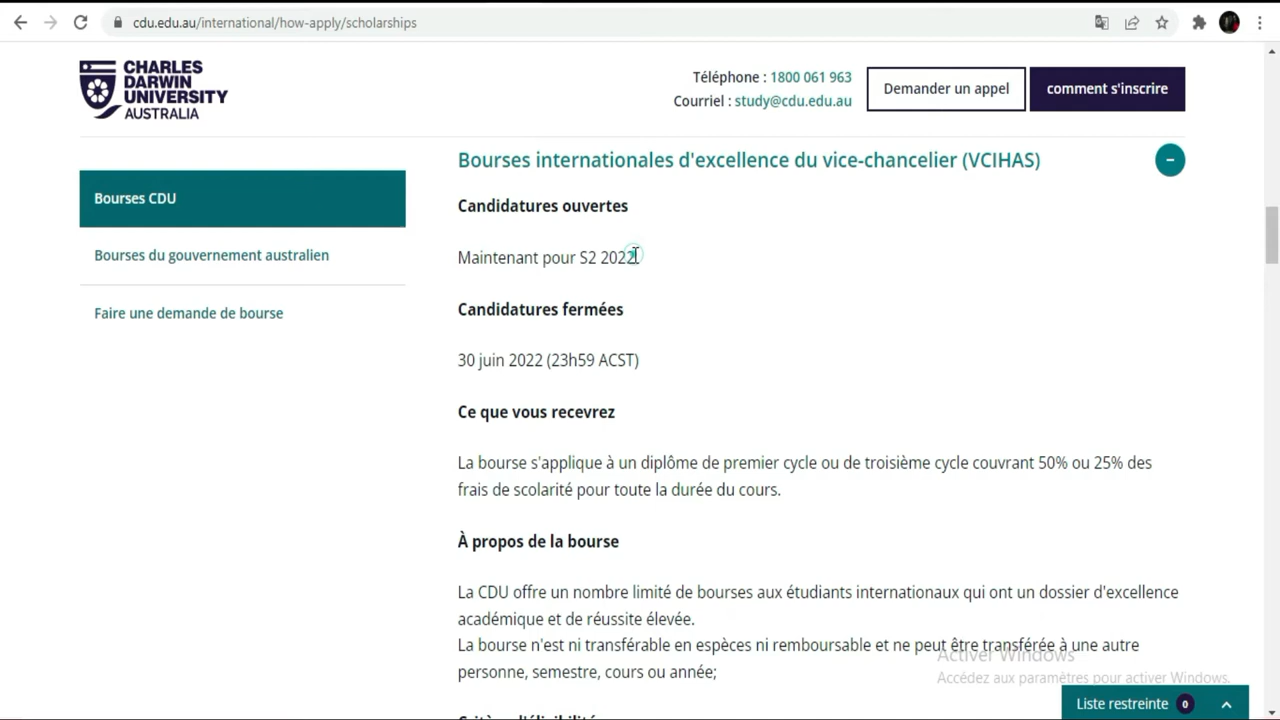 cdu.edu.au/international/how-apply/scholarships
CHARLES
DARWIN
UNIVERSITY
AUSTRALIA
Téléphone : 1800 061 963
Courriel : study@cdu.edu.au
Demander un appel
comment s'inscrire
Bourses CDU
Bourses du gouvernement australien
Faire une demande de bourse
Bourses internationales d'excellence du vice-chancelier (VCIHAS)
Candidatures ouvertes
Maintenant pour S2 2022
Candidatures fermées
30 juin 2022 (23h59 ACST)
Ce que vous recevrez
La bourse s'applique à un diplôme de premier cycle ou de troisième cycle couvrant 50% ou 25% des
frais de scolarité pour toute la durée du cours.
À propos de la bourse
La CDU offre un nombre limité de bourses aux étudiants internationaux qui ont un dossier d'excellence
académique et de réussite élevée.
La bourse n'est ni transférable en espèces ni remboursable et ne peut être transférée à une autre
personne, semestre, cours ou année;
Activer Windows
Accédez aux paramètres pour activer Windows.
Critères d'éligibilité
Liste restreinte 0